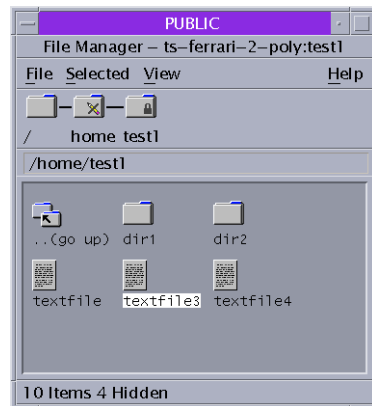 PUBLIC
File Manager – ts–ferrari–2–poly:test1
File Selected View Help
/ home test1
/home/test1
..(go up) dir1 dir2
textfile textfile3 textfile4
10 Items 4 Hidden